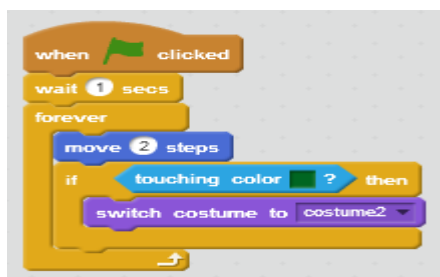 when clicked
wait 1 secs
forever
move 2 steps
if touching color ? then
switch costume to costume2